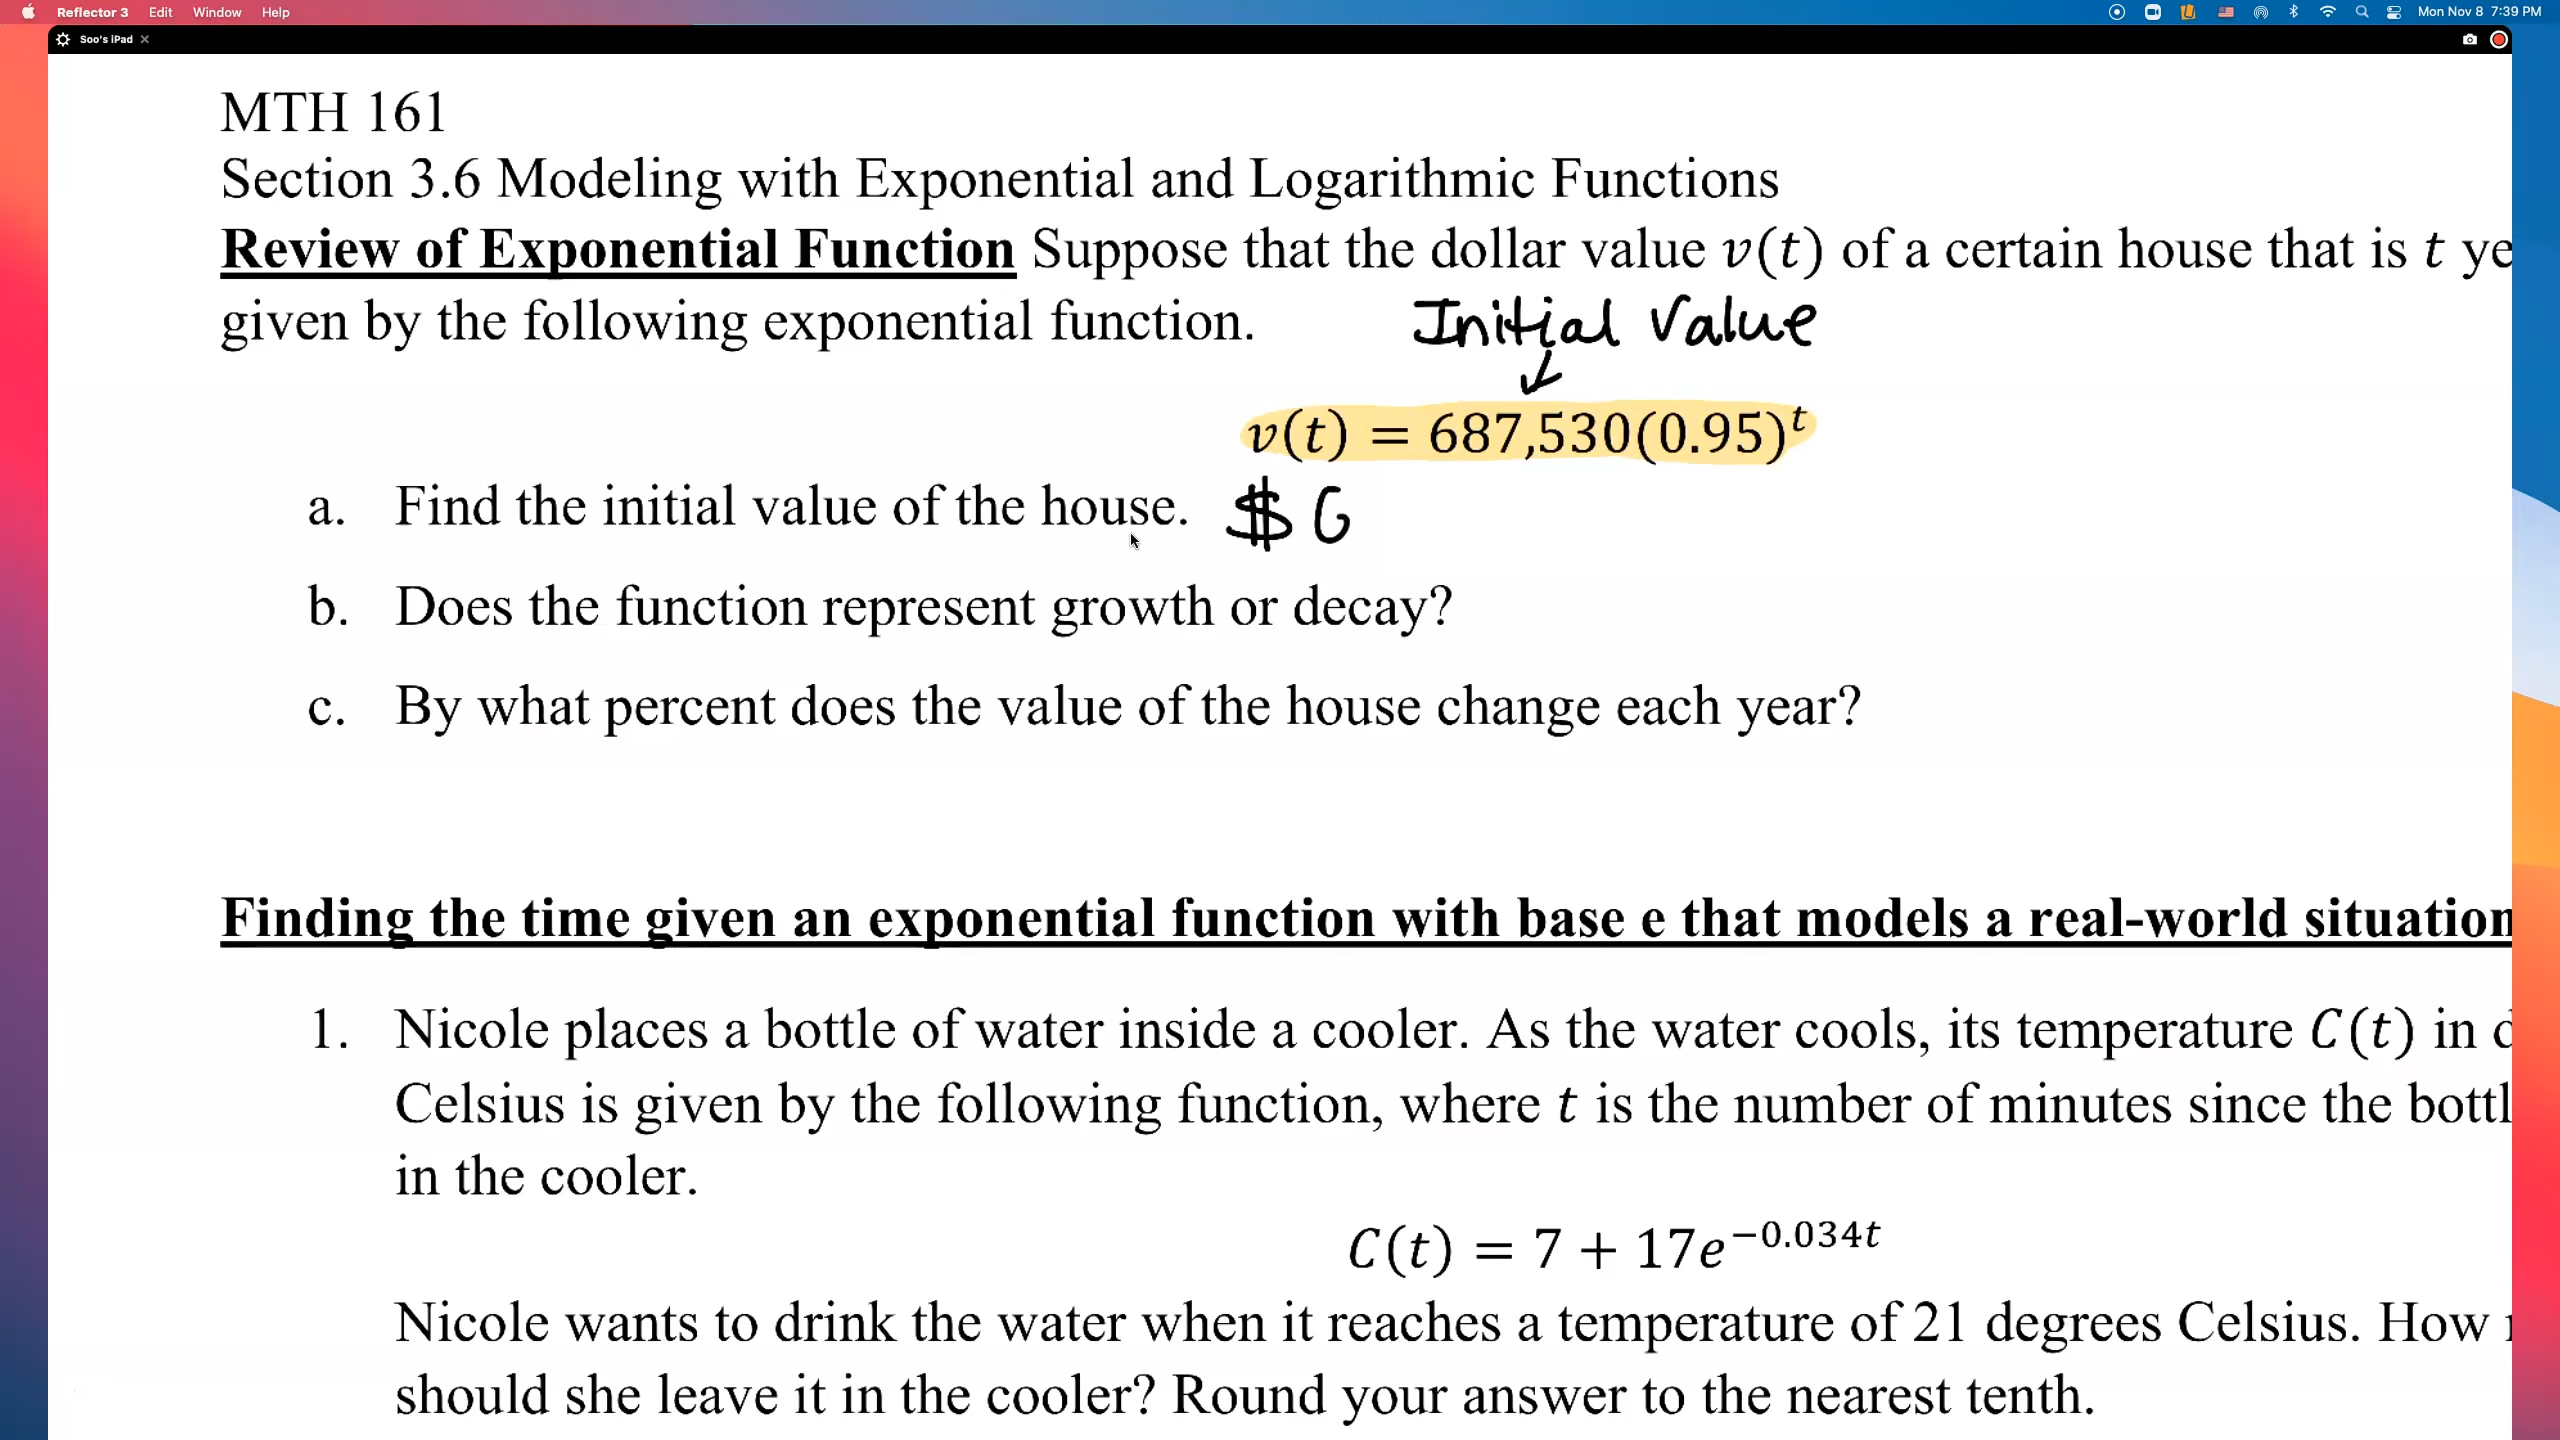 Reflector 3 Edit Window Help Mon Nov 8 7:39 PM
Soo's iPad
MTH 161
Section 3.6 Modeling with Exponential and Logarithmic Functions
Review of Exponential Function Suppose that the dollar value v(t) of a certain house that is t ye
given by the following exponential function.
Initial Value
v(t) = 687,530(0.95)^t
a. Find the initial value of the house. $ 6
b. Does the function represent growth or decay?
c. By what percent does the value of the house change each year?
Finding the time given an exponential function with base e that models a real-world situation
1. Nicole places a bottle of water inside a cooler. As the water cools, its temperature C(t) in d
Celsius is given by the following function, where t is the number of minutes since the bottl
in the cooler.
C(t) = 7 + 17e^−0.034t
Nicole wants to drink the water when it reaches a temperature of 21 degrees Celsius. How
should she leave it in the cooler? Round your answer to the nearest tenth.